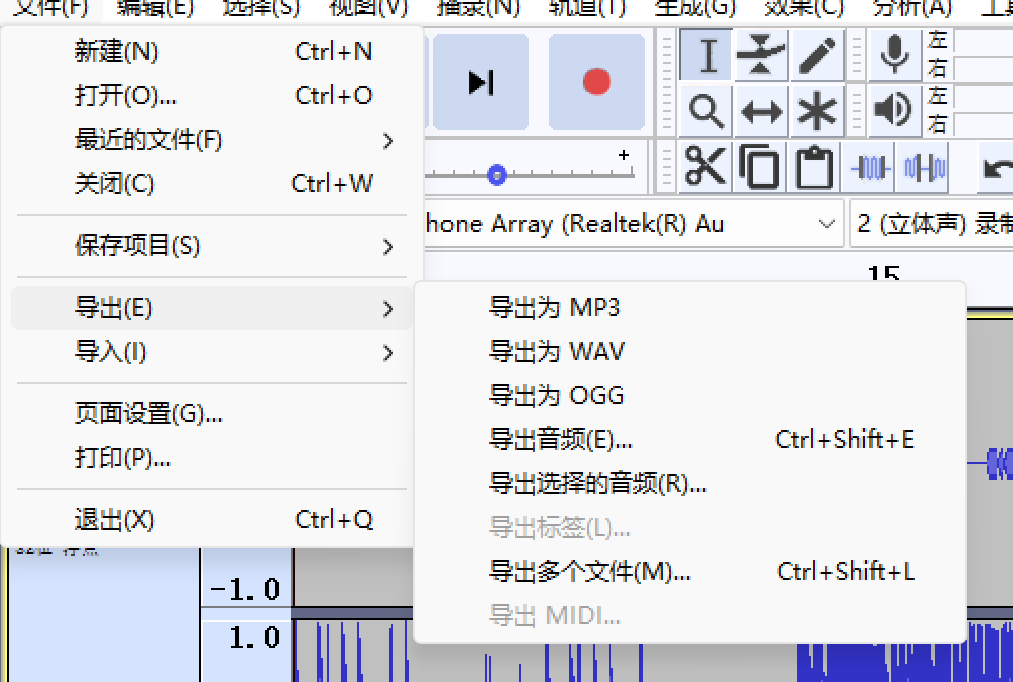 文件(F) 编辑(E) 选择(S) 视图(V) 播录(N) 轨道(T) 生成(G) 效果(C) 分析(A)
新建(N) Ctrl+N
打开(O)... Ctrl+O
最近的文件(F)
关闭(C) Ctrl+W
保存项目(S)
导出(E)
导入(I)
页面设置(G)...
打印(P)...
退出(X) Ctrl+Q
左
右
左
右
hone Array (Realtek(R) Au
2 (立体声) 录制
15
导出为 MP3
导出为 WAV
导出为 OGG
导出音频(E)... Ctrl+Shift+E
导出选择的音频(R)...
导出标签(L)...
导出多个文件(M)... Ctrl+Shift+L
导出 MIDI...
-1.0
1.0